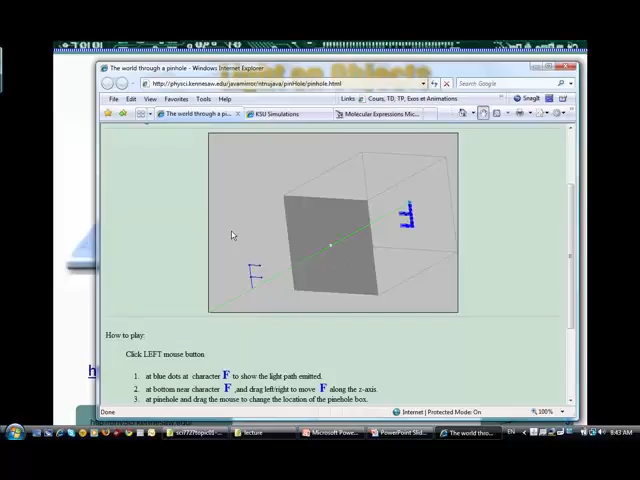 The world through a pinhole - Windows Internet Explorer
http://physci.kennesaw.edu/javamirror/ntnujava/pinHole/pinhole.html
Google Search
File Edit View Favorites Tools Help
Links Cours, TD, TP, Exos et Animations SnagIt
The world through a pi...
KSU Simulations
Molecular Expressions Mic...
F
F
How to play:
Click LEFT mouse button
1. at blue dots at character F to show the light path emitted.
2. at bottom near character F ,and drag left/right to move F along the z-axis.
3. at pinhole and drag the mouse to change the location of the pinhole box.
Done
Internet | Protected Mode: On
100%
h
lecture
Microsoft Powe...
PowerPoint Slid...
The world thro...
EN
8:43 AM